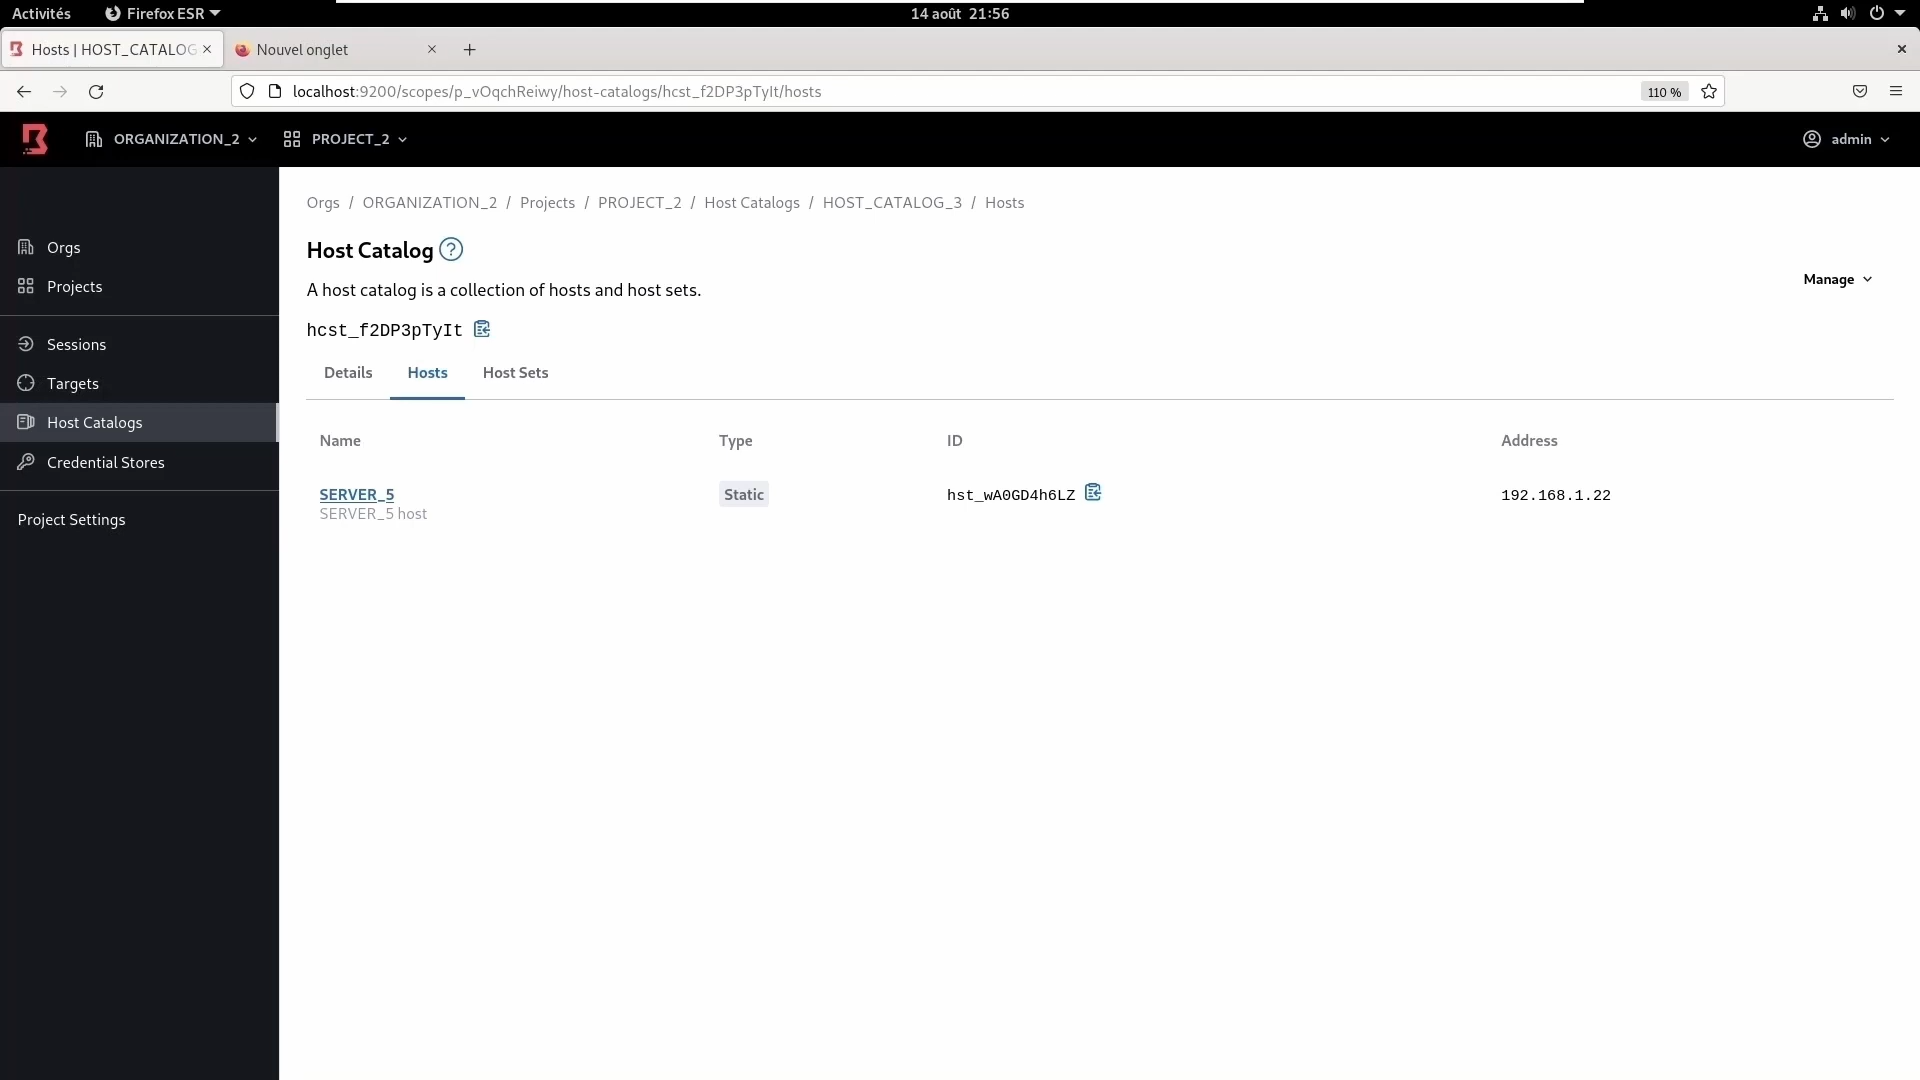 Activités Firefox ESR 14 août 21:56
Hosts | HOST_CATALOG Nouvel onglet
localhost:9200/scopes/p_vOqchReiwy/host-catalogs/hcst_f2DP3pTyIt/hosts 110 %
ORGANIZATION_2 PROJECT_2 admin
Orgs / ORGANIZATION_2 / Projects / PROJECT_2 / Host Catalogs / HOST_CATALOG_3 / Hosts
Orgs
Projects
Sessions
Targets
Host Catalogs
Credential Stores
Project Settings
Host Catalog ?
A host catalog is a collection of hosts and host sets.
Manage
hcst_f2DP3pTyIt
Details Hosts Host Sets
Name Type ID Address
SERVER_5 Static hst_wA0GD4h6LZ 192.168.1.22
SERVER_5 host